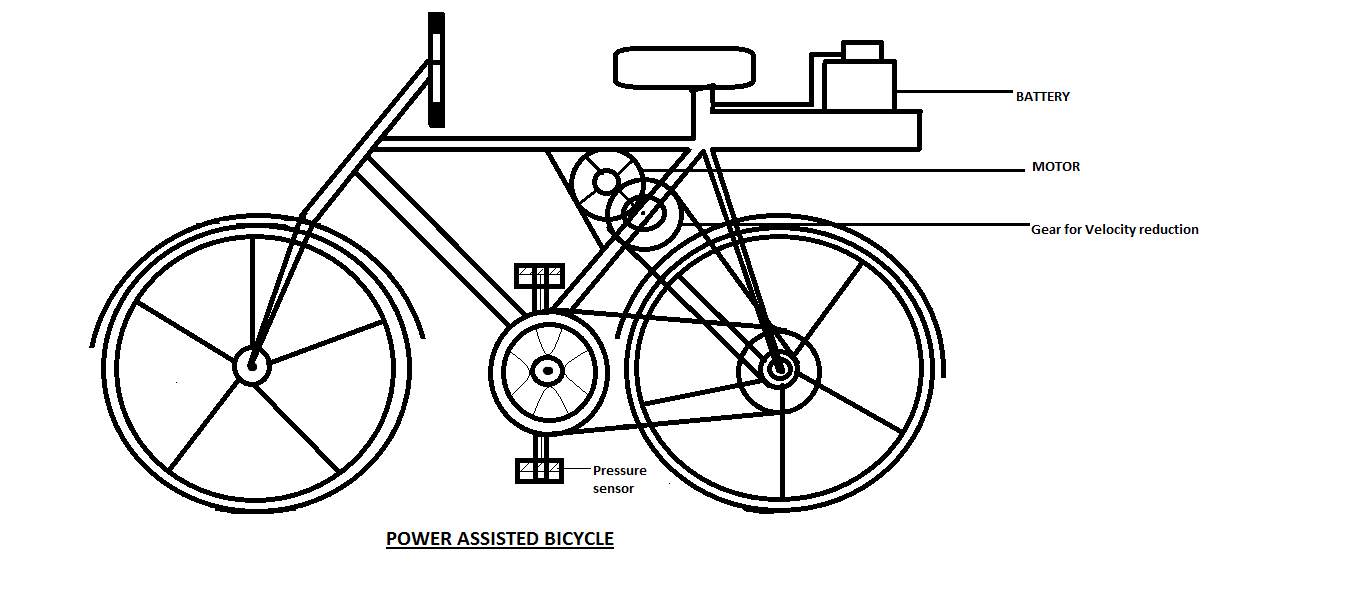 BATTERY
MOTOR
Gear for Velocity reduction
Pressure
sensor
POWER ASSISTED BICYCLE